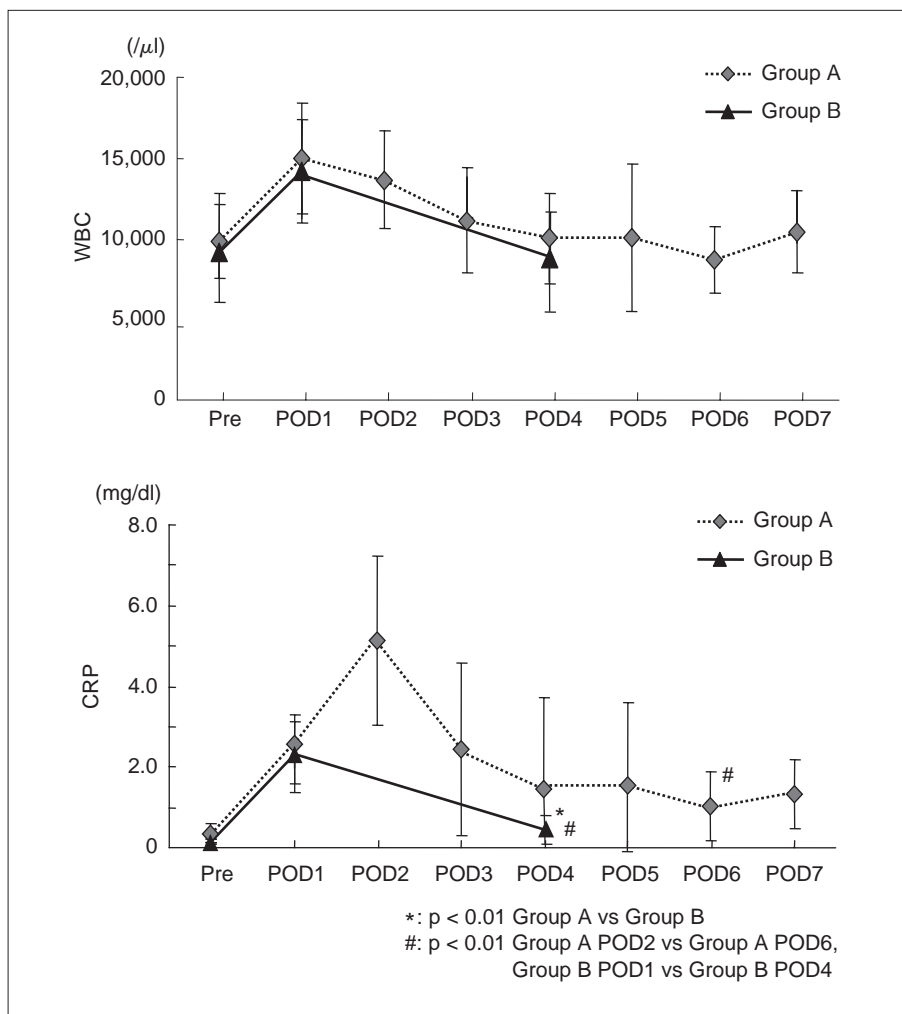 (/μl)
20,000
15,000
10,000
5,000
0
WBC
Group A
Group B
Pre POD1 POD2 POD3 POD4 POD5 POD6 POD7
(mg/dl)
8.0
6.0
4.0
2.0
0
CRP
Group A
Group B
#
*
#
Pre POD1 POD2 POD3 POD4 POD5 POD6 POD7
*: p < 0.01 Group A vs Group B
#: p < 0.01 Group A POD2 vs Group A POD6,
Group B POD1 vs Group B POD4